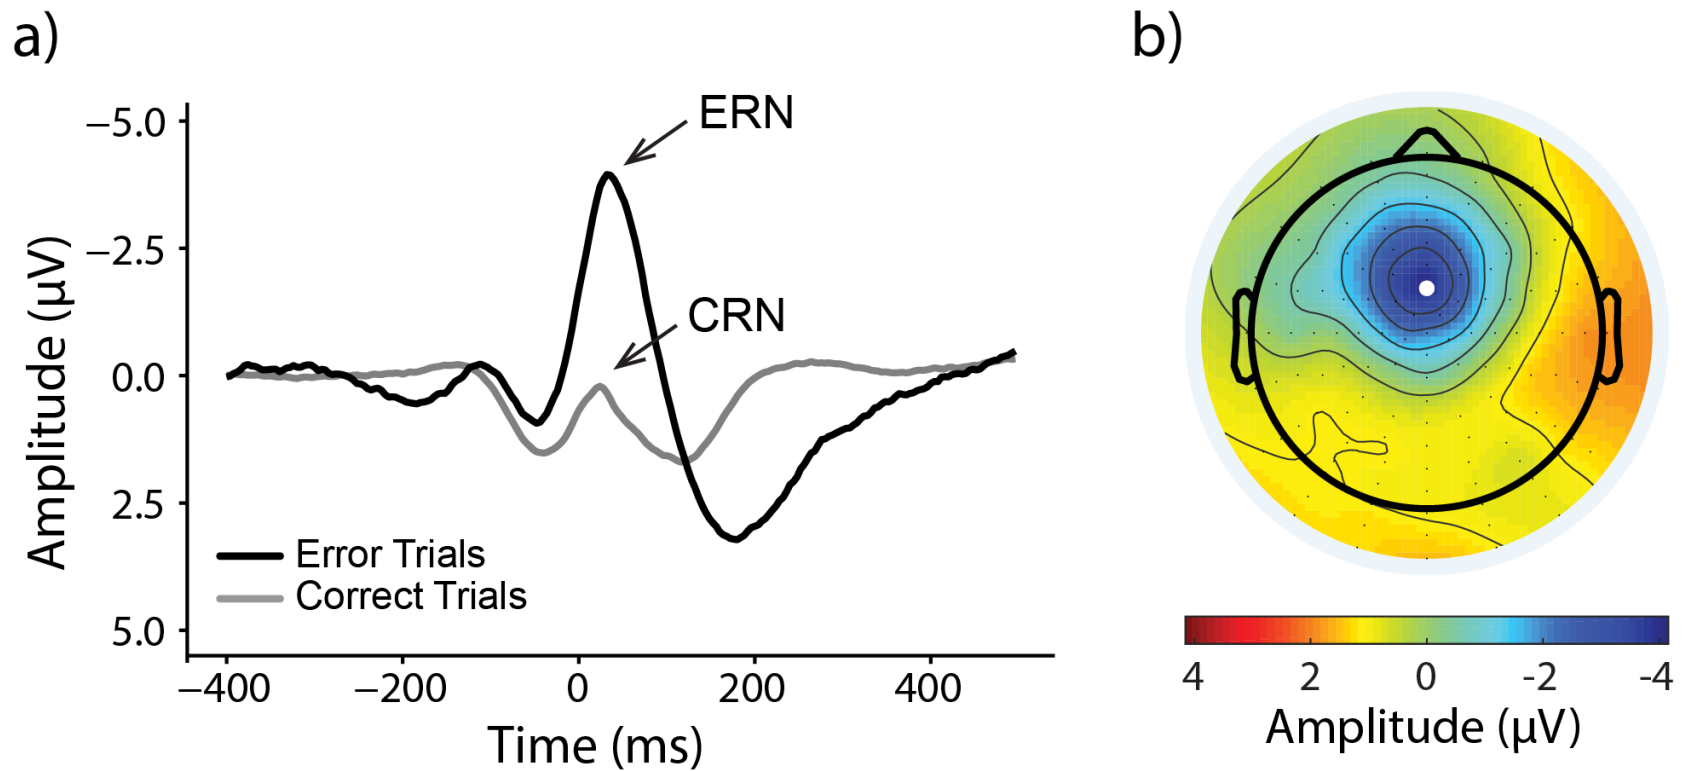 a)
b)
ERN
CRN
−5.0
−2.5
0.0
2.5
5.0
Amplitude (μV)
Error Trials
Correct Trials
−400 −200 0 200 400
Time (ms)
4 2 0 -2 -4
Amplitude (μV)